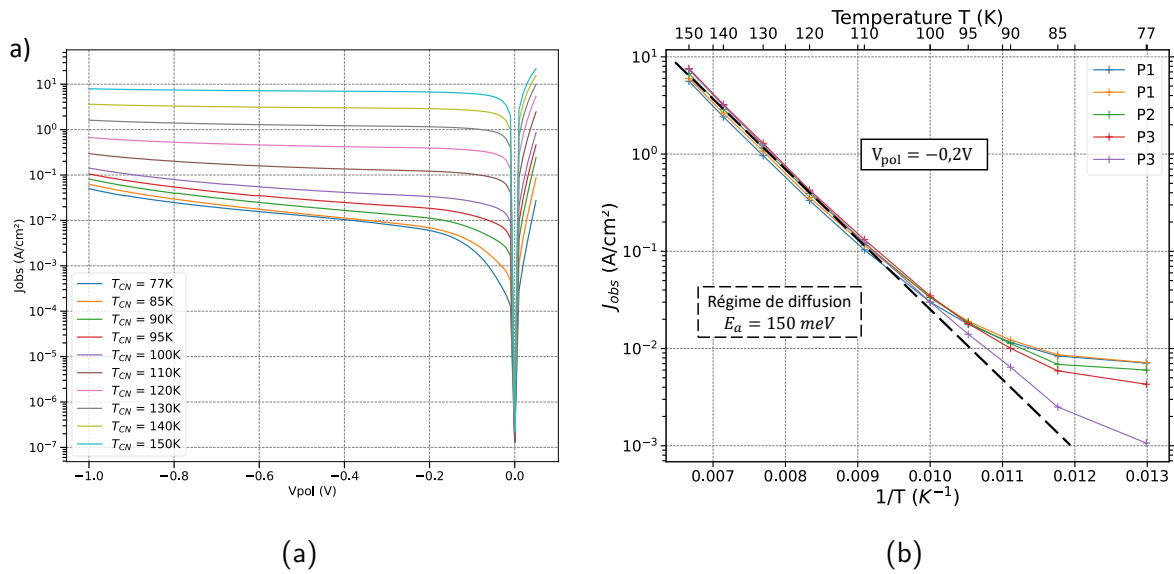 a)
10¹
10⁰
10⁻¹
10⁻²
10⁻³
10⁻⁴
10⁻⁵
10⁻⁶
10⁻⁷
Jobs (A/cm²)
T_CN = 77K
T_CN = 85K
T_CN = 90K
T_CN = 95K
T_CN = 100K
T_CN = 110K
T_CN = 120K
T_CN = 130K
T_CN = 140K
T_CN = 150K
−1.0 −0.8 −0.6 −0.4 −0.2 0.0
Vpol (V)
(a)
b)
Temperature T (K)
150 140 130 120 110 100 95 90 85 77
10¹
10⁰
10⁻¹
10⁻²
10⁻³
J_obs (A/cm²)
P1
P1
P2
P3
P3
V_pol = −0,2V
Régime de diffusion
E_a = 150 meV
0.007 0.008 0.009 0.010 0.011 0.012 0.013
1/T (K⁻¹)
(b)